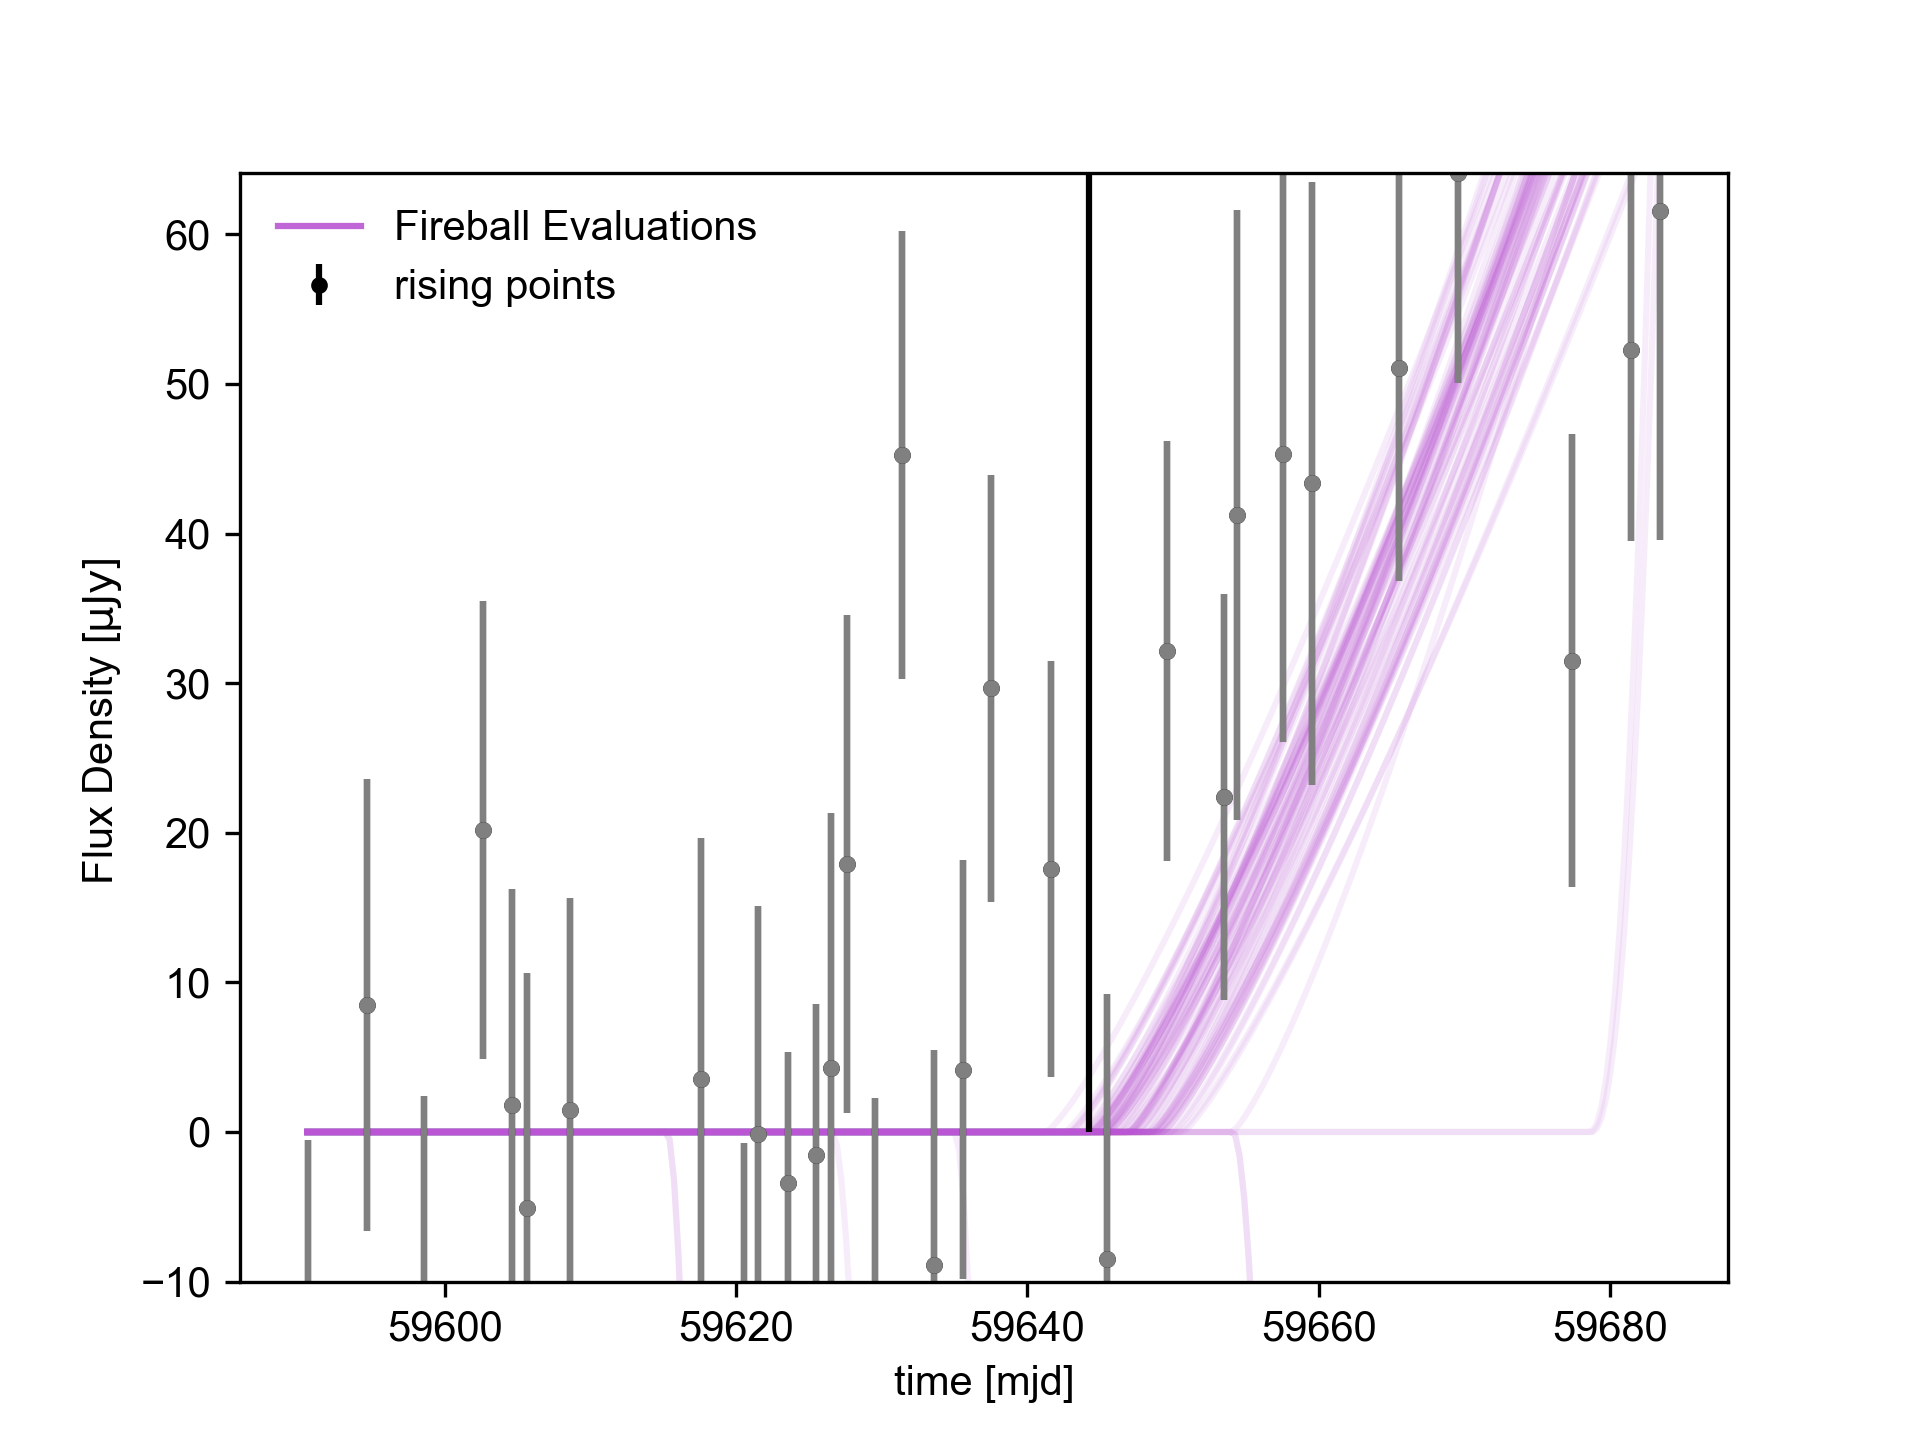 Fireball Evaluations
rising points
60
50
40
30
20
10
0
−10
Flux Density [µJy]
59600 59620 59640 59660 59680
time [mjd]